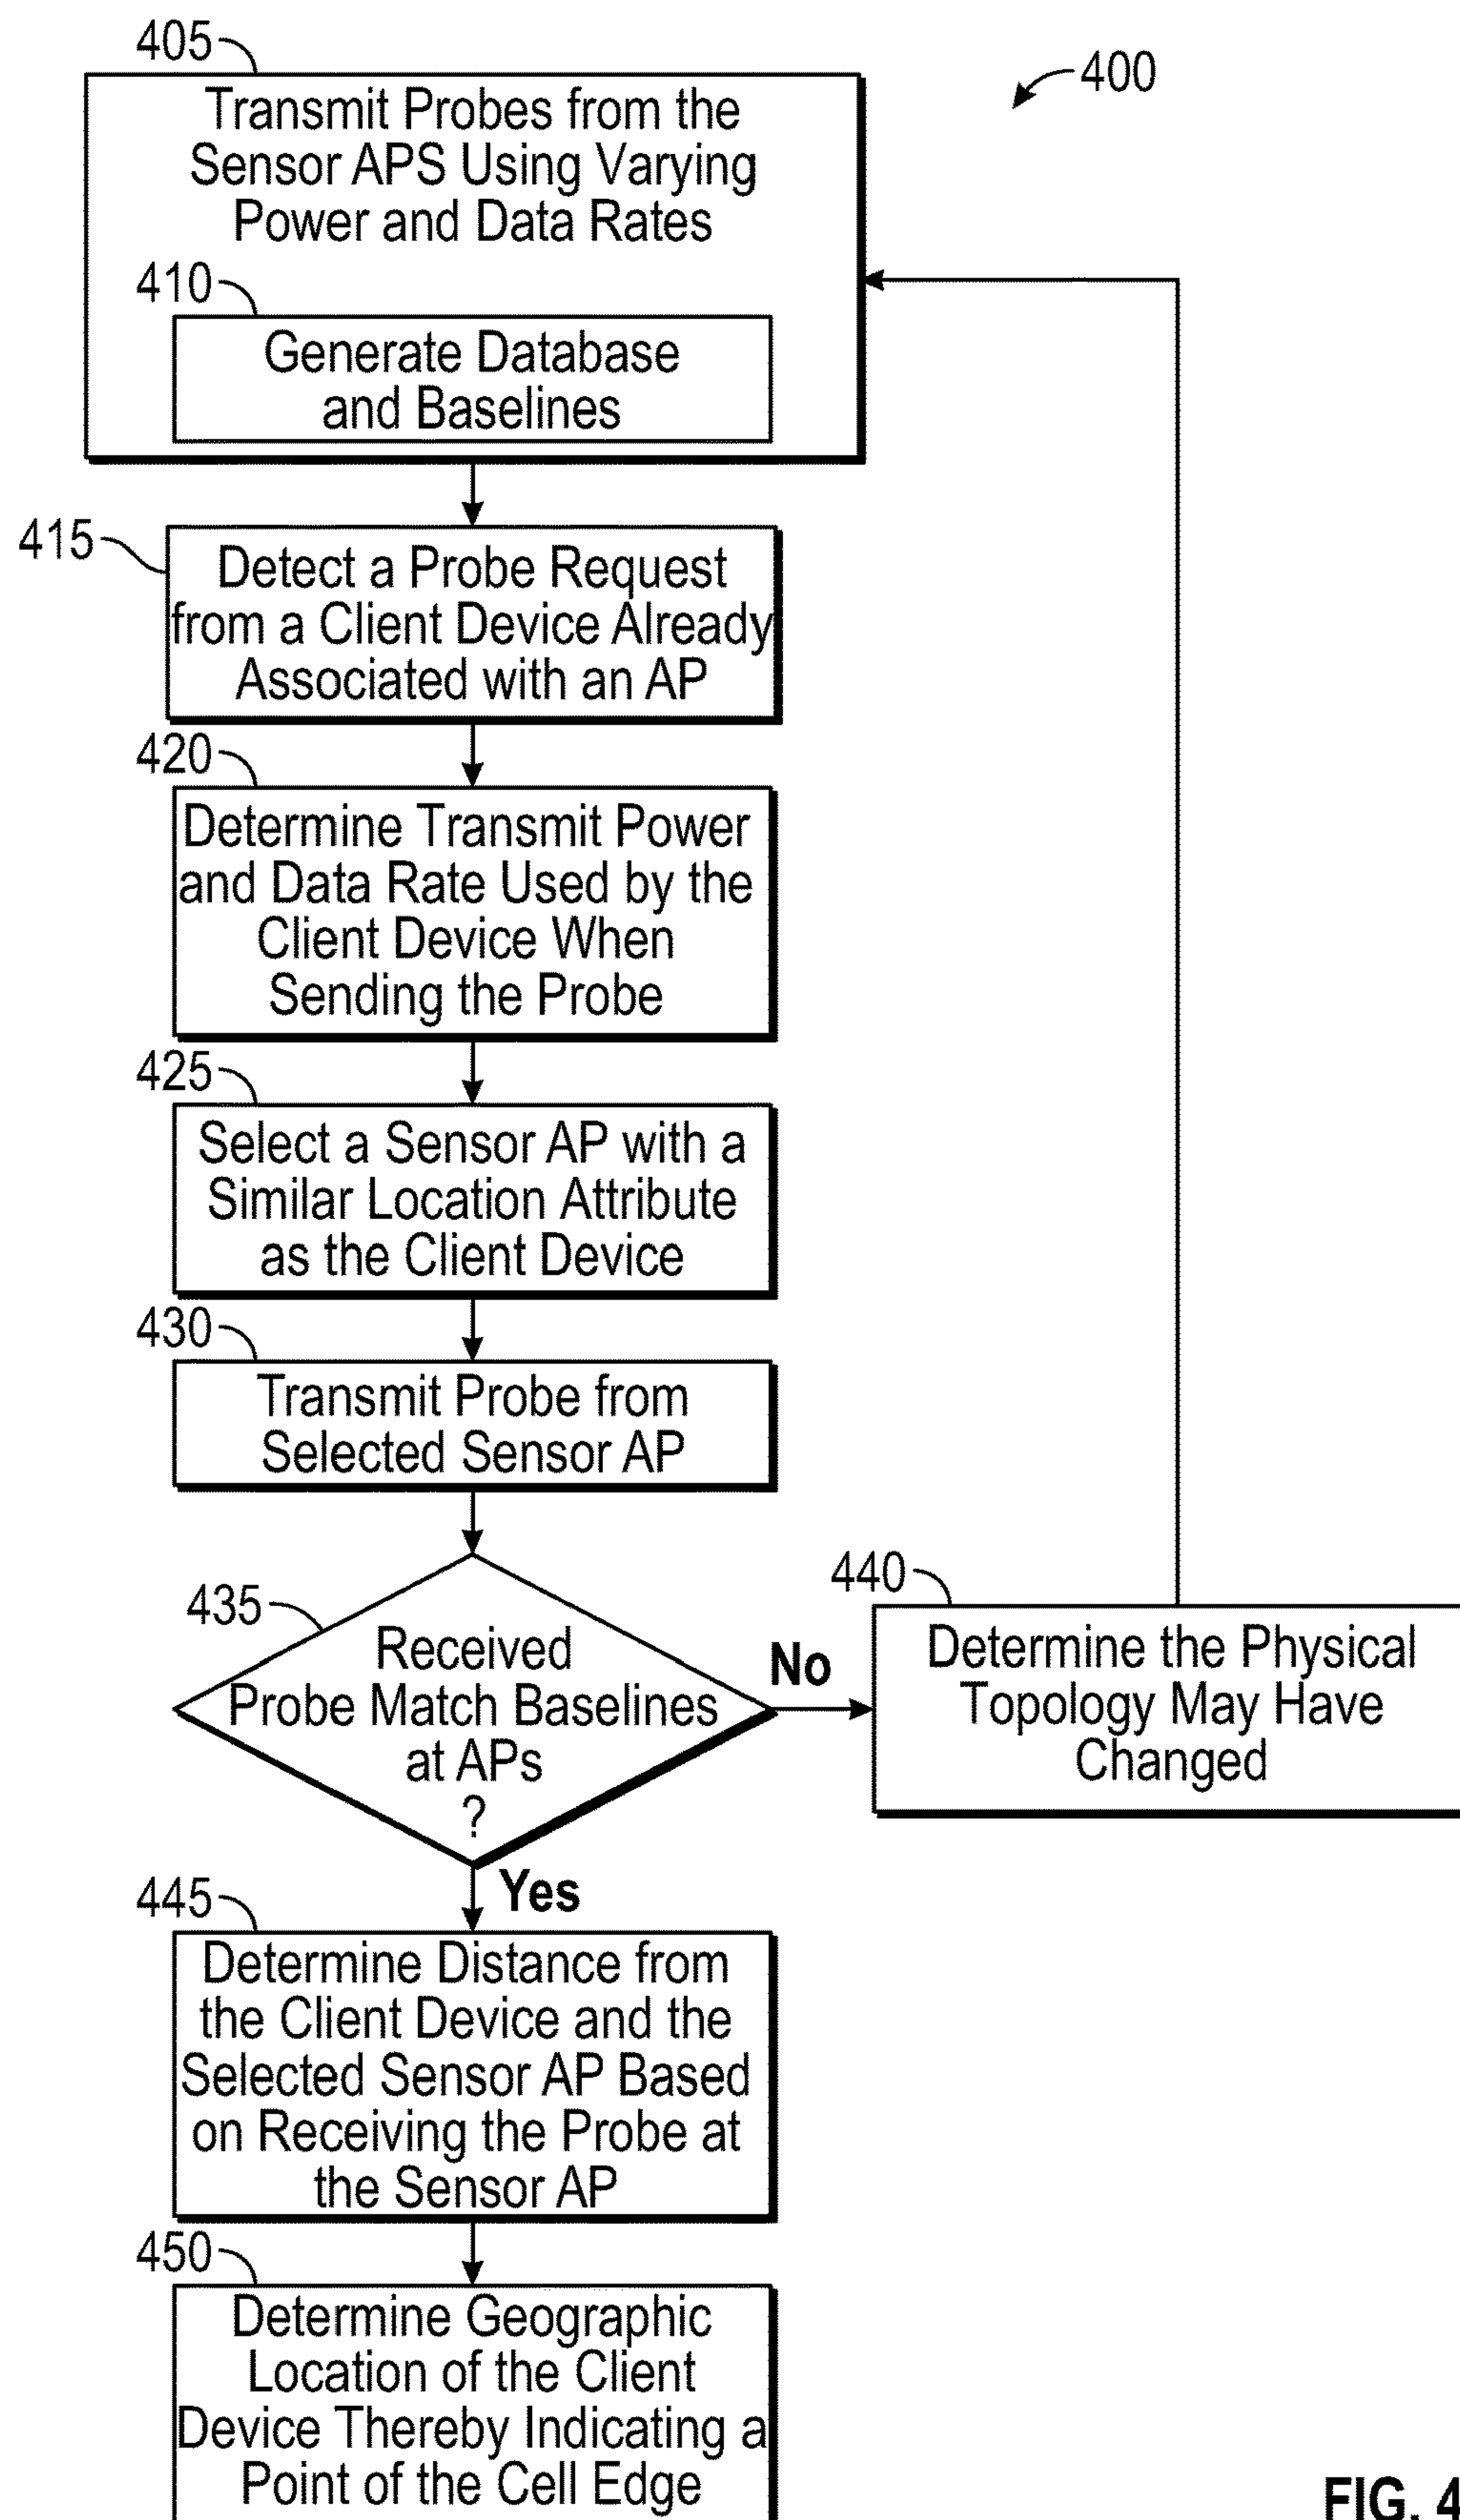 405
400
Transmit Probes from the
Sensor APS Using Varying
Power and Data Rates
410
Generate Database
and Baselines
415
Detect a Probe Request
from a Client Device Already
Associated with an AP
420
Determine Transmit Power
and Data Rate Used by the
Client Device When
Sending the Probe
425
Select a Sensor AP with a
Similar Location Attribute
as the Client Device
430
Transmit Probe from
Selected Sensor AP
435
Received
Probe Match Baselines
at APs
?
No
440
Determine the Physical
Topology May Have
Changed
Yes
445
Determine Distance from
the Client Device and the
Selected Sensor AP Based
on Receiving the Probe at
the Sensor AP
450
Determine Geographic
Location of the Client
Device Thereby Indicating a
Point of the Cell Edge
FIG. 4